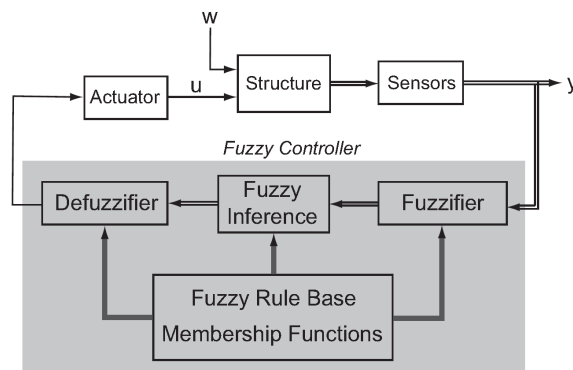 w
Actuator
u
Structure
Sensors
y
Fuzzy Controller
Defuzzifier
Fuzzy
Inference
Fuzzifier
Fuzzy Rule Base
Membership Functions